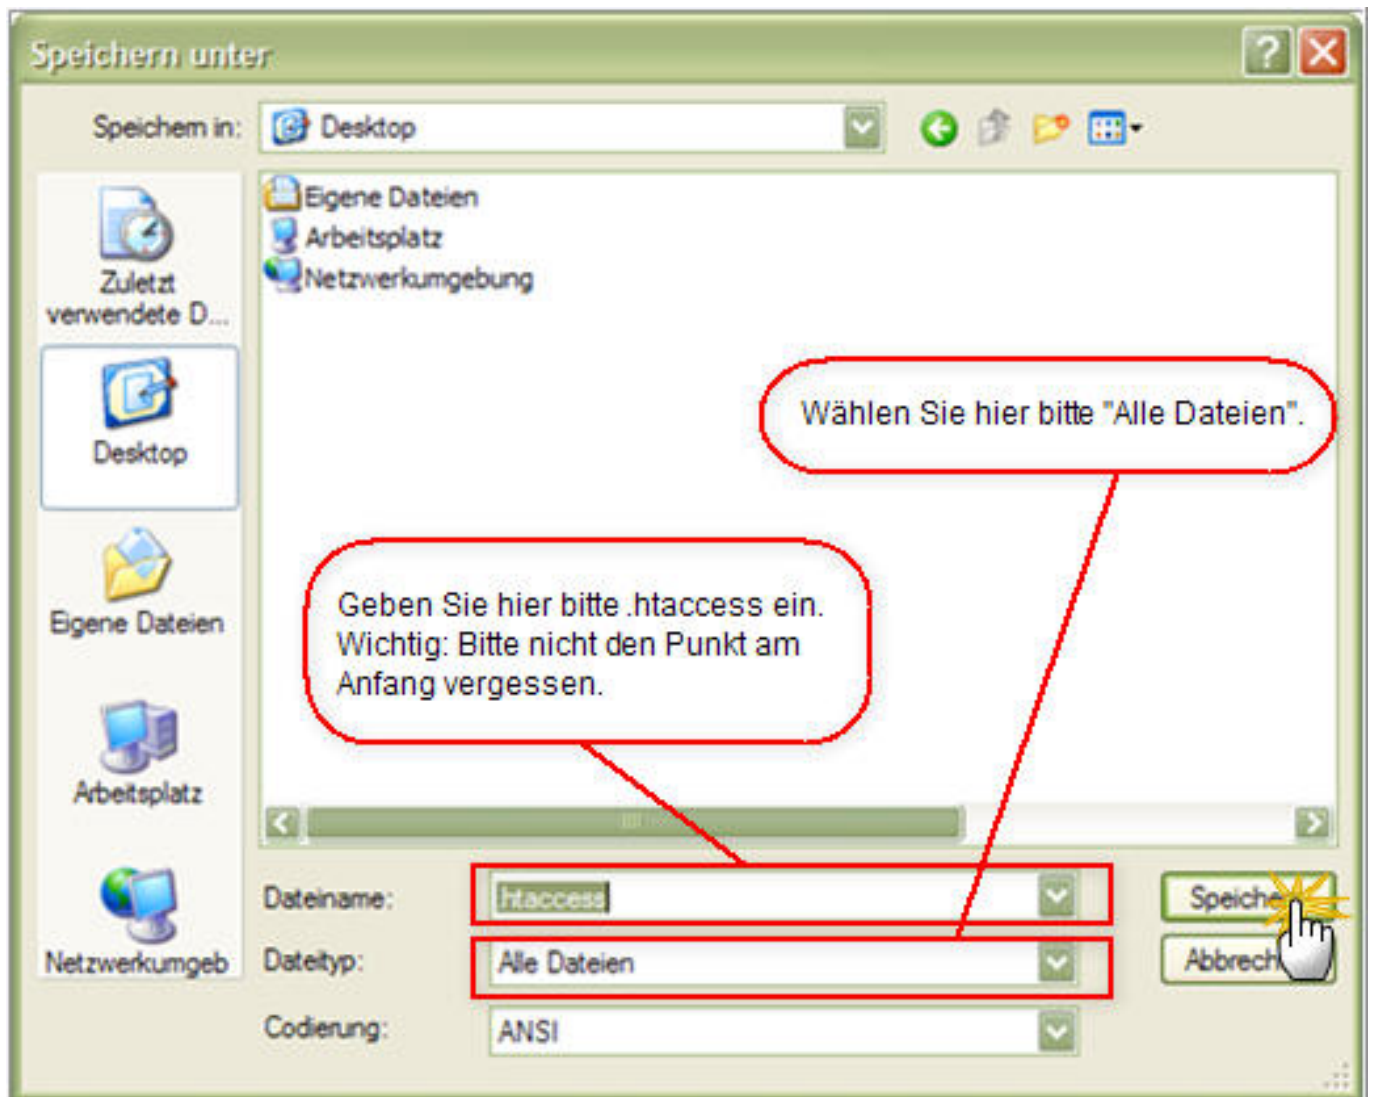 Speichern unter
Speichern in:
Desktop
Eigene Dateien
Arbeitsplatz
Netzwerkumgebung
Zuletzt
verwendete D...
Desktop
Eigene Dateien
Arbeitsplatz
Netzwerkumgeb
Wählen Sie hier bitte "Alle Dateien".
Geben Sie hier bitte .htaccess ein.
Wichtig: Bitte nicht den Punkt am
Anfang vergessen.
Dateiname:
.htaccess
Speicher
Dateityp:
Alle Dateien
Abbrech
Codierung:
ANSI